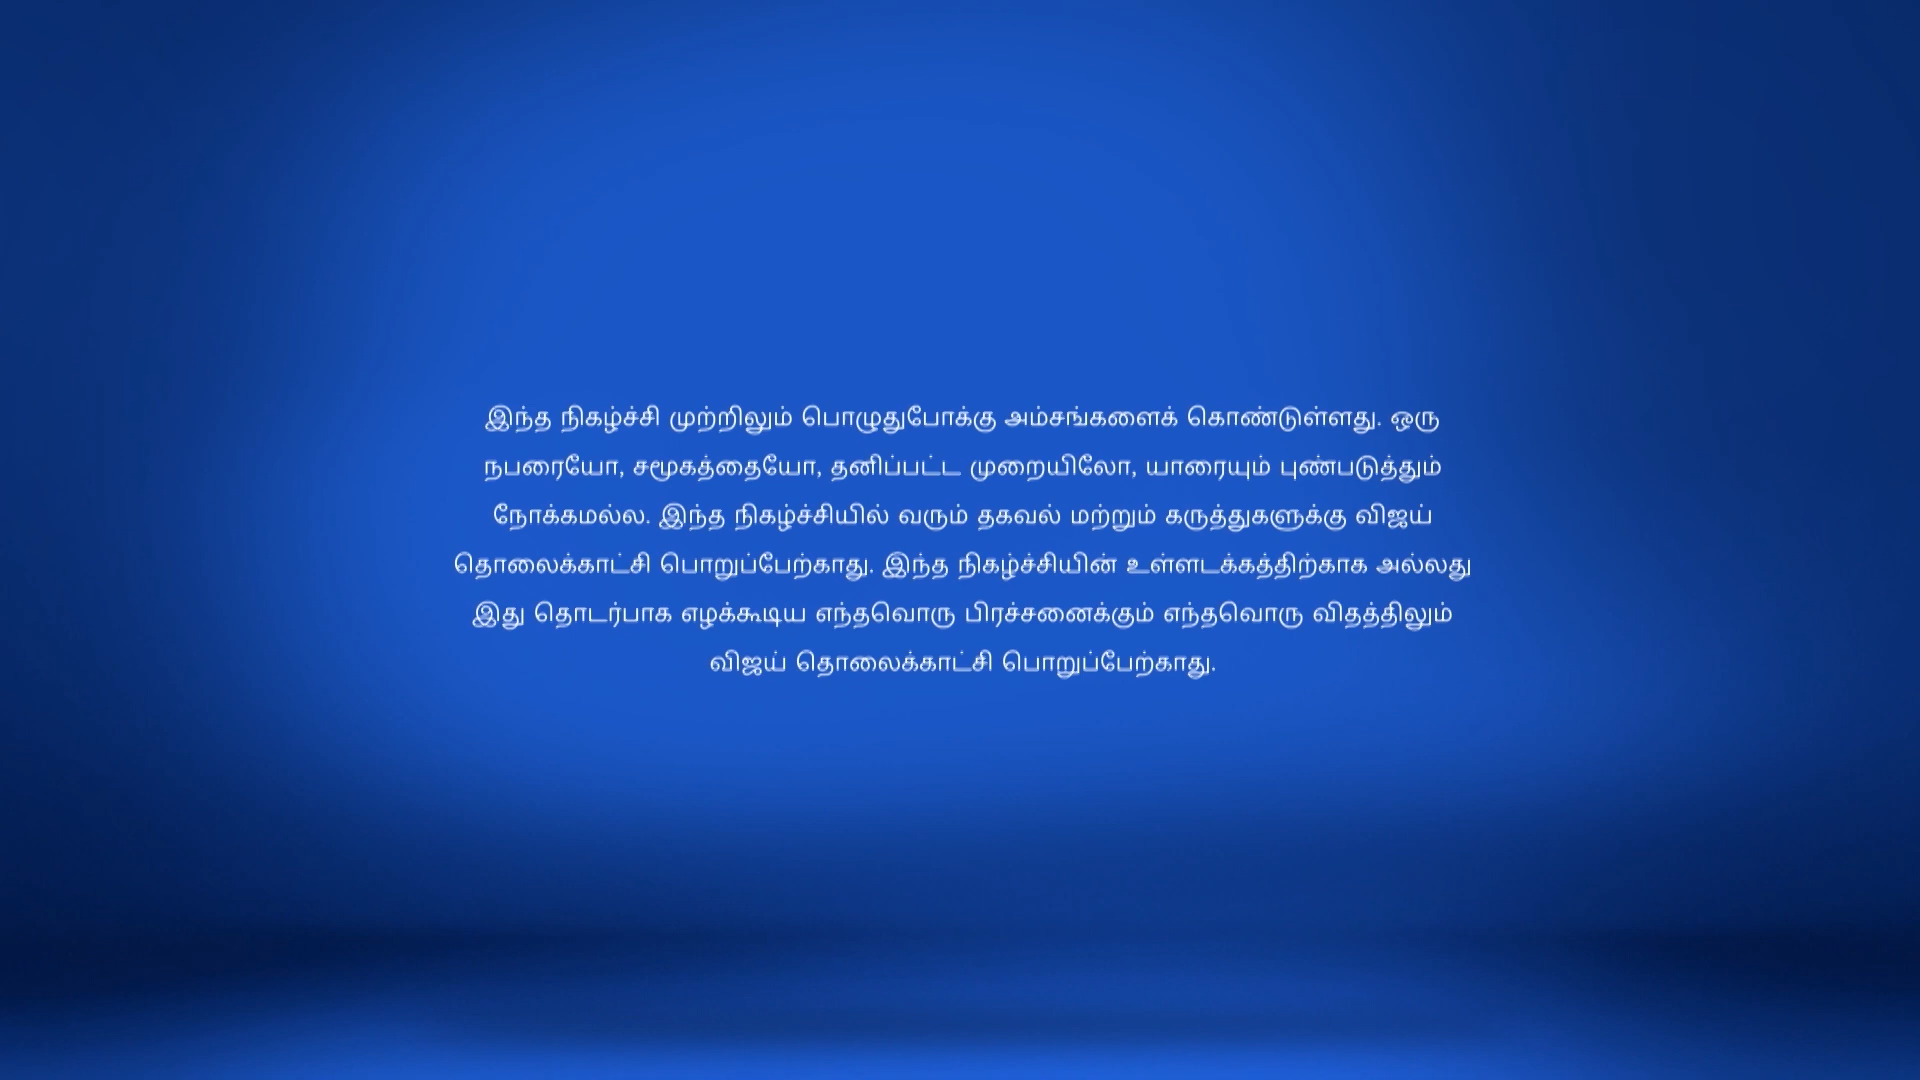 இந்த நிகழ்ச்சி முற்றிலும் பொழுதுபோக்கு அம்சங்களைக் கொண்டுள்ளது. ஒரு
நபரையோ, சமூகத்தையோ, தனிப்பட்ட முறையிலோ, யாரையும் புண்படுத்தும்
நோக்கமல்ல. இந்த நிகழ்ச்சியில் வரும் தகவல் மற்றும் கருத்துகளுக்கு விஜய்
தொலைக்காட்சி பொறுப்பேற்காது. இந்த நிகழ்ச்சியின் உள்ளடக்கத்திற்காக அல்லது
இது தொடர்பாக எழக்கூடிய எந்தவொரு பிரச்சனைக்கும் எந்தவொரு விதத்திலும்
விஜய் தொலைக்காட்சி பொறுப்பேற்காது.